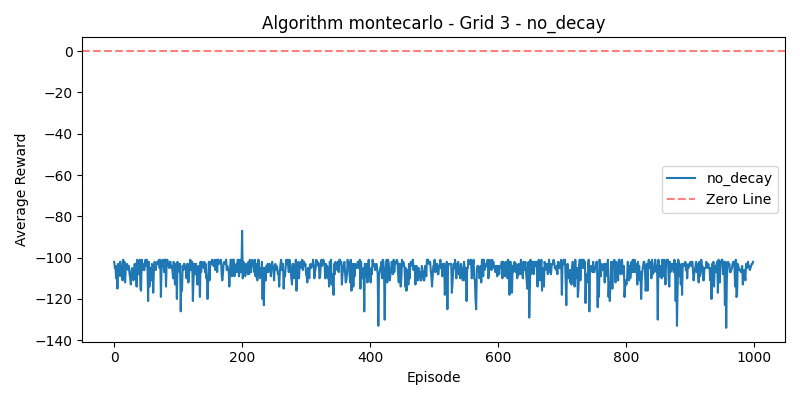 Algorithm montecarlo - Grid 3 - no_decay
0
−20
−40
−60
−80
−100
−120
−140
Average Reward
no_decay
Zero Line
0
200
400
600
800
1000
Episode